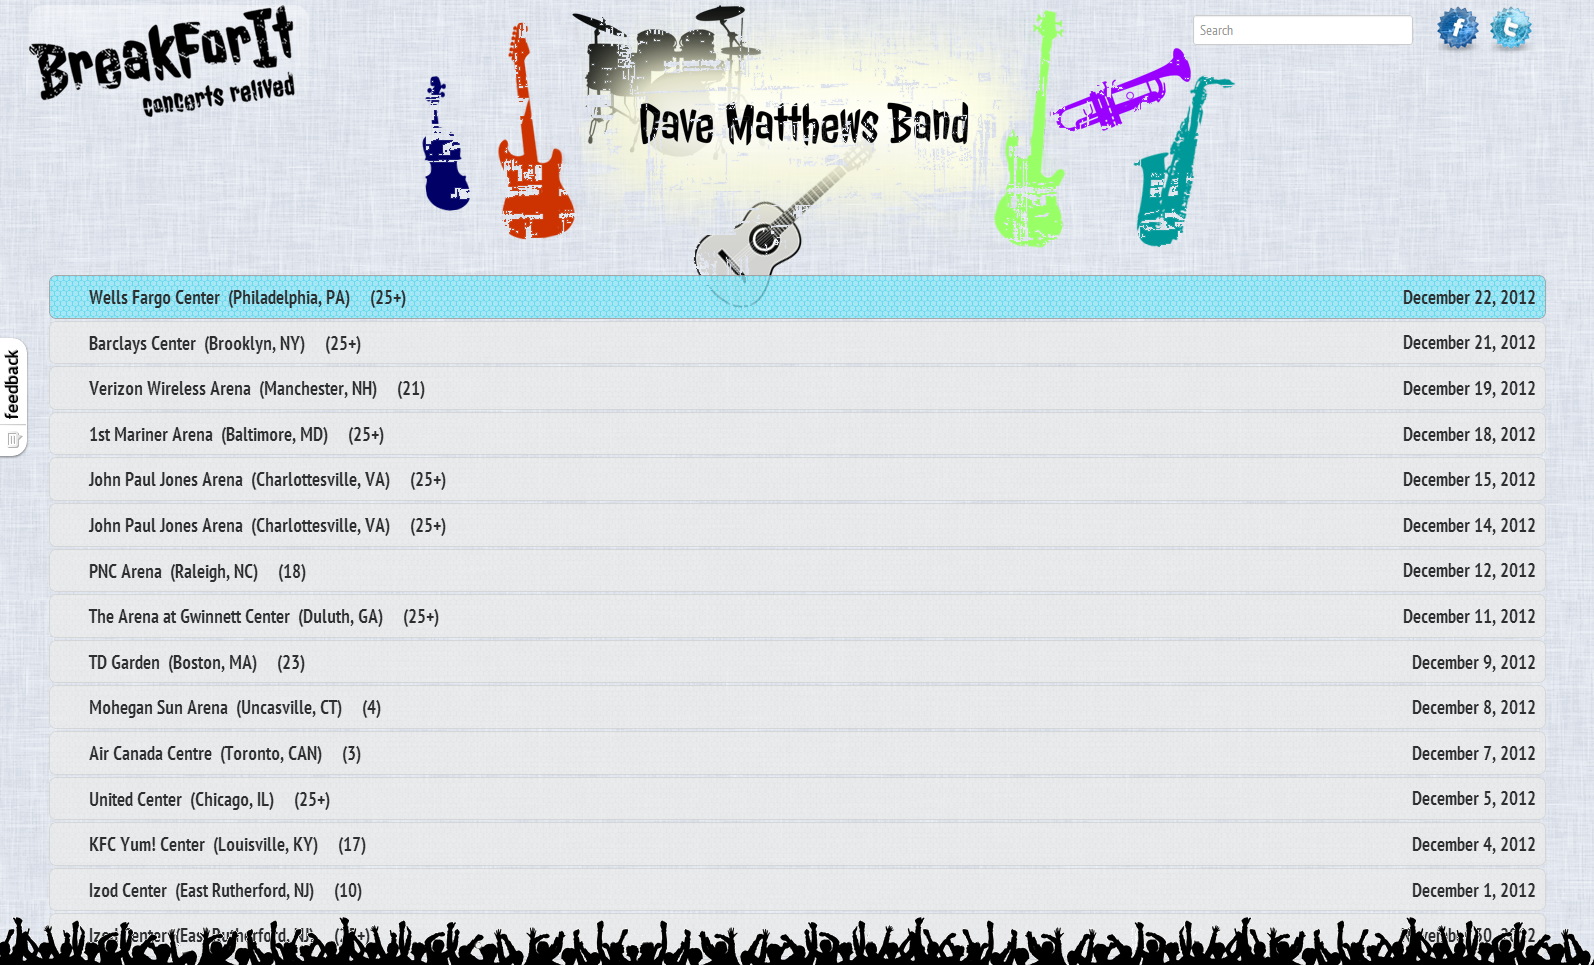 BreakForIt
concerts relived
Search
Dave Matthews Band
Wells Fargo Center (Philadelphia, PA) (25+) December 22, 2012
Barclays Center (Brooklyn, NY) (25+) December 21, 2012
Verizon Wireless Arena (Manchester, NH) (21) December 19, 2012
1st Mariner Arena (Baltimore, MD) (25+) December 18, 2012
John Paul Jones Arena (Charlottesville, VA) (25+) December 15, 2012
John Paul Jones Arena (Charlottesville, VA) (25+) December 14, 2012
PNC Arena (Raleigh, NC) (18) December 12, 2012
The Arena at Gwinnett Center (Duluth, GA) (25+) December 11, 2012
TD Garden (Boston, MA) (23) December 9, 2012
Mohegan Sun Arena (Uncasville, CT) (4) December 8, 2012
Air Canada Centre (Toronto, CAN) (3) December 7, 2012
United Center (Chicago, IL) (25+) December 5, 2012
KFC Yum! Center (Louisville, KY) (17) December 4, 2012
Izod Center (East Rutherford, NJ) (10) December 1, 2012
Izod Center (East Rutherford, NJ) November 30, 2012
feedback